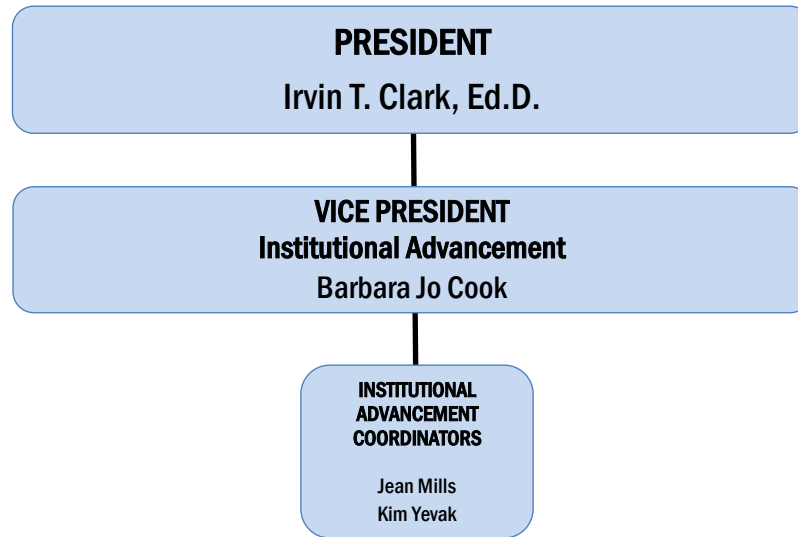 PRESIDENT
Irvin T. Clark, Ed.D.
VICE PRESIDENT
Institutional Advancement
Barbara Jo Cook
INSTITUTIONAL
ADVANCEMENT
COORDINATORS
Jean Mills
Kim Yevak